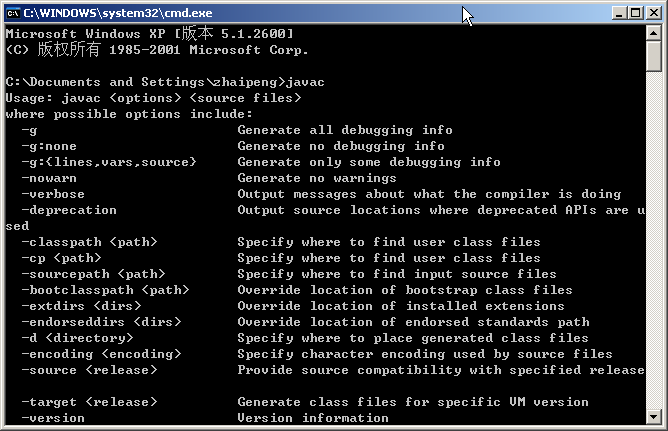 C:\WINDOWS\system32\cmd.exe
Microsoft Windows XP [版本 5.1.2600]
(C) 版权所有 1985-2001 Microsoft Corp.
C:\Documents and Settings\zhaipeng>javac
Usage: javac <options> <source files>
where possible options include:
-g Generate all debugging info
-g:none Generate no debugging info
-g:{lines,vars,source} Generate only some debugging info
-nowarn Generate no warnings
-verbose Output messages about what the compiler is doing
-deprecation Output source locations where deprecated APIs are u
sed
-classpath <path> Specify where to find user class files
-cp <path> Specify where to find user class files
-sourcepath <path> Specify where to find input source files
-bootclasspath <path> Override location of bootstrap class files
-extdirs <dirs> Override location of installed extensions
-endorseddirs <dirs> Override location of endorsed standards path
-d <directory> Specify where to place generated class files
-encoding <encoding> Specify character encoding used by source files
-source <release> Provide source compatibility with specified release
-target <release> Generate class files for specific VM version
-version Version information